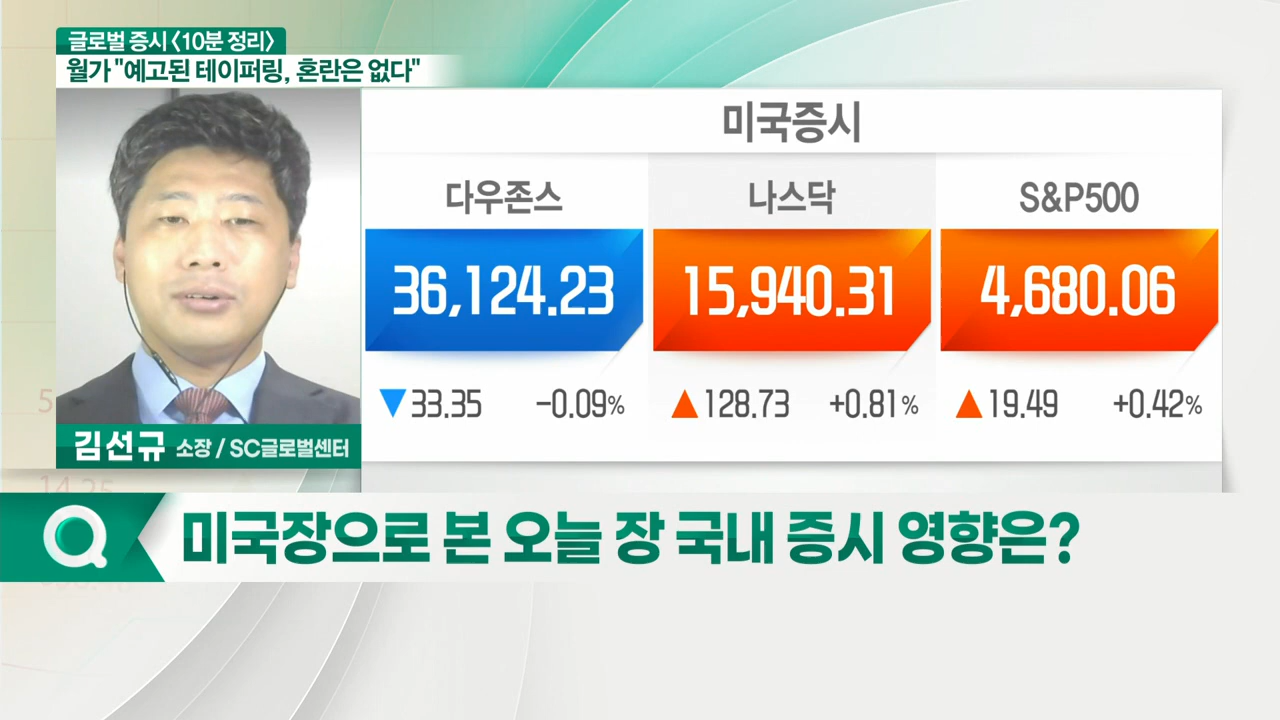 글로벌 증시 <10분 정리>
월가 "예고된 테이퍼링, 혼란은 없다"
미국증시
다우존스 나스닥 S&P500
36,124.23 15,940.31 4,680.06
▼33.35 -0.09% ▲128.73 +0.81% ▲19.49 +0.42%
김선규 소장 / SC글로벌센터
Q 미국장으로 본 오늘 장 국내 증시 영향은?